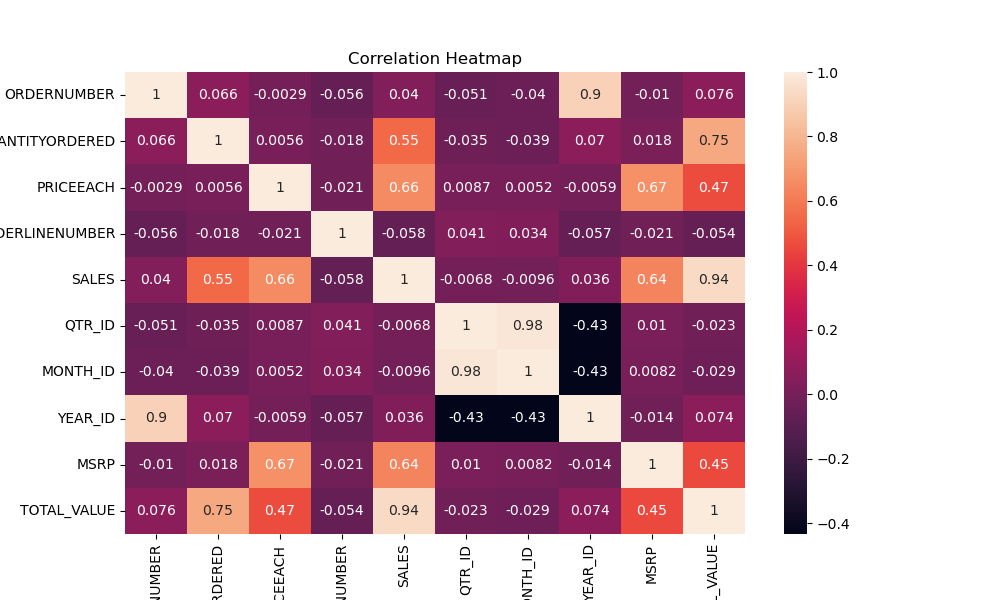 Correlation Heatmap
ORDERNUMBER 1 0.066 -0.0029 -0.056 0.04 -0.051 -0.04 0.9 -0.01 0.076
ANTITYORDERED 0.066 1 0.0056 -0.018 0.55 -0.035 -0.039 0.07 0.018 0.75
PRICEEACH -0.0029 0.0056 1 -0.021 0.66 0.0087 0.0052 -0.0059 0.67 0.47
DERLINENUMBER -0.056 -0.018 -0.021 1 -0.058 0.041 0.034 -0.057 -0.021 -0.054
SALES 0.04 0.55 0.66 -0.058 1 -0.0068 -0.0096 0.036 0.64 0.94
QTR_ID -0.051 -0.035 0.0087 0.041 -0.0068 1 0.98 -0.43 0.01 -0.023
MONTH_ID -0.04 -0.039 0.0052 0.034 -0.0096 0.98 1 -0.43 0.0082 -0.029
YEAR_ID 0.9 0.07 -0.0059 -0.057 0.036 -0.43 -0.43 1 -0.014 0.074
MSRP -0.01 0.018 0.67 -0.021 0.64 0.01 0.0082 -0.014 1 0.45
TOTAL_VALUE 0.076 0.75 0.47 -0.054 0.94 -0.023 -0.029 0.074 0.45 1
NUMBER
RDERED
CEEACH
NUMBER
SALES
QTR_ID
NTH_ID
YEAR_ID
MSRP
_VALUE
1.0
0.8
0.6
0.4
0.2
0.0
−0.2
−0.4